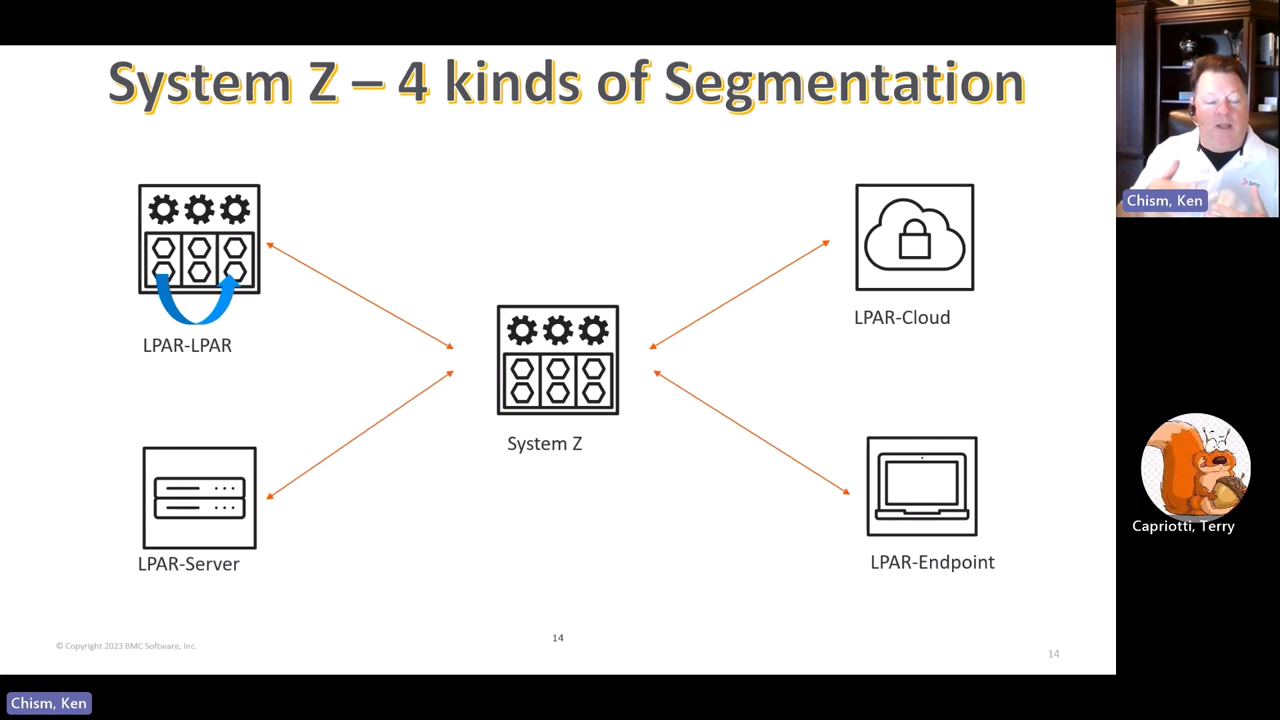 System Z – 4 kinds of Segmentation
LPAR-LPAR
LPAR-Server
System Z
LPAR-Cloud
LPAR-Endpoint
© Copyright 2023 BMC Software, Inc.
14
14
Chism, Ken
Capriotti, Terry
Chism, Ken